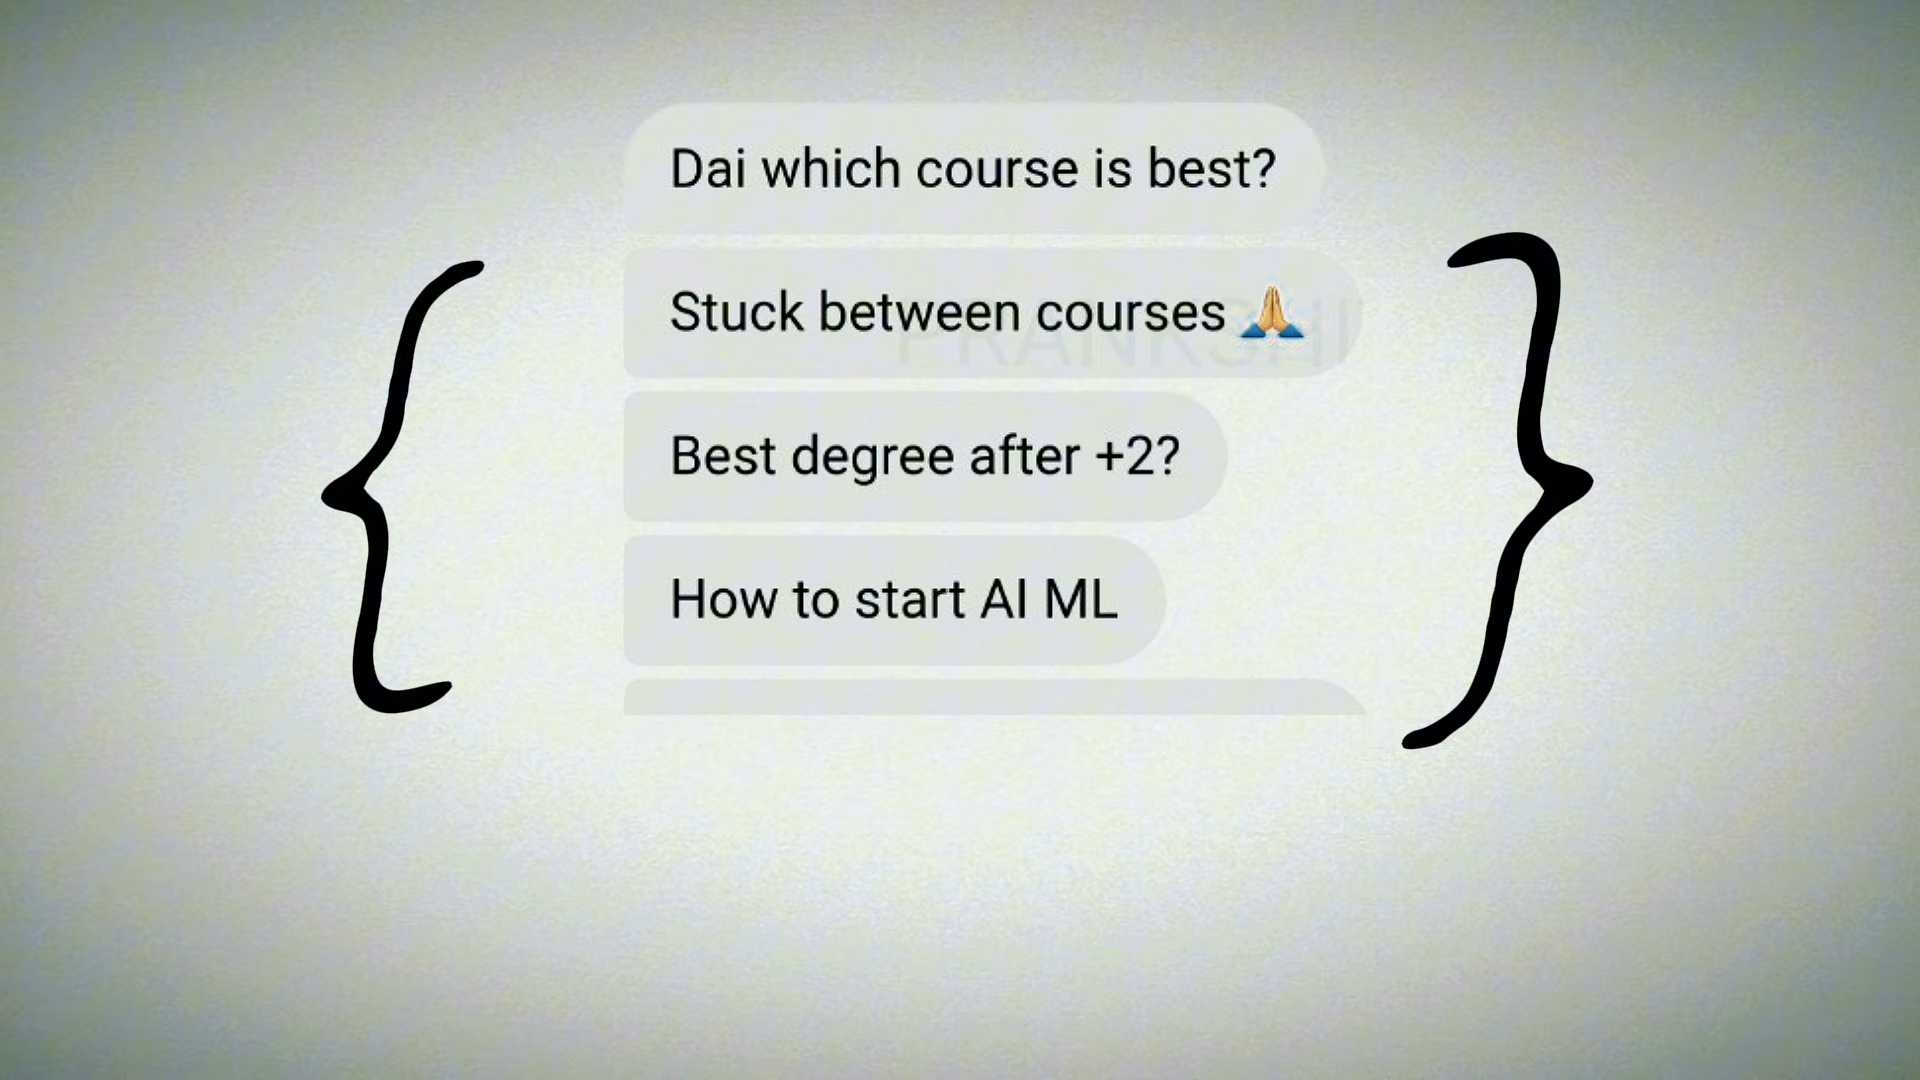 Dai which course is best?
Stuck between courses 🙏🏼
Best degree after +2?
How to start AI ML